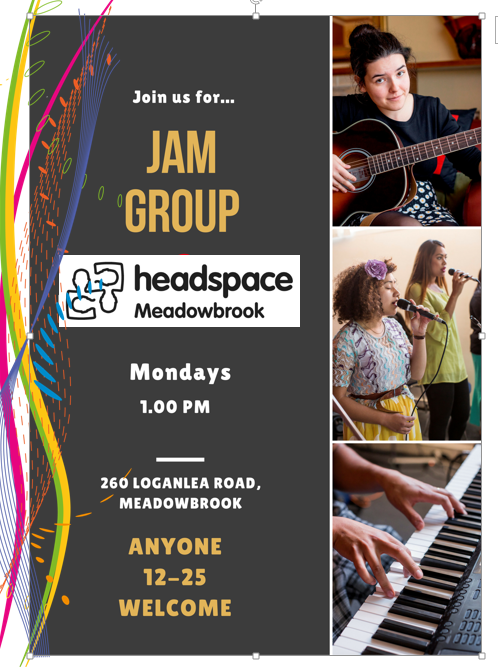 Join us for...
JAM
GROUP
headspace
Meadowbrook
Mondays
1.00 PM
260 LOGANLEA ROAD,
MEADOWBROOK
ANYONE
12–25
WELCOME